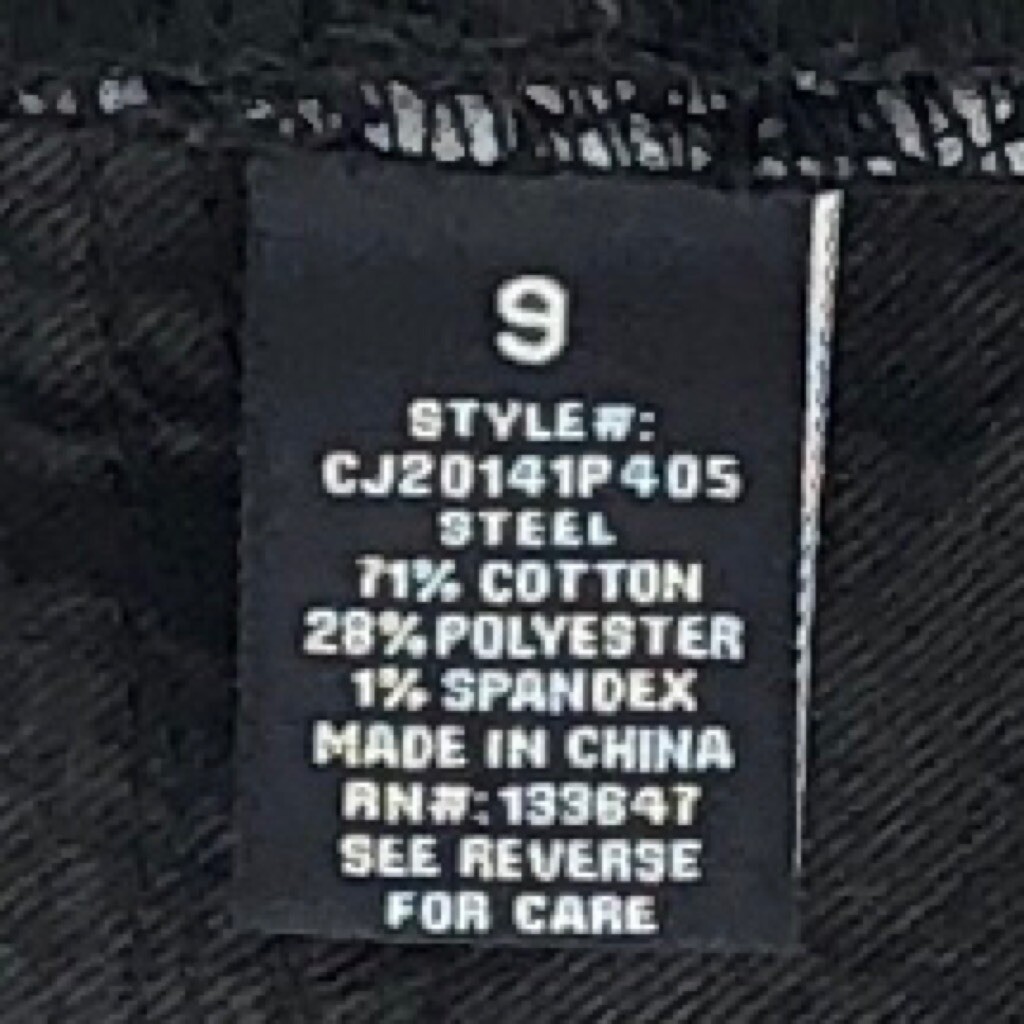 9
STYLE#:
CJ20141P405
STEEL
71% COTTON
28% POLYESTER
1% SPANDEX
MADE IN CHINA
RN#: 133647
SEE REVERSE
FOR CARE